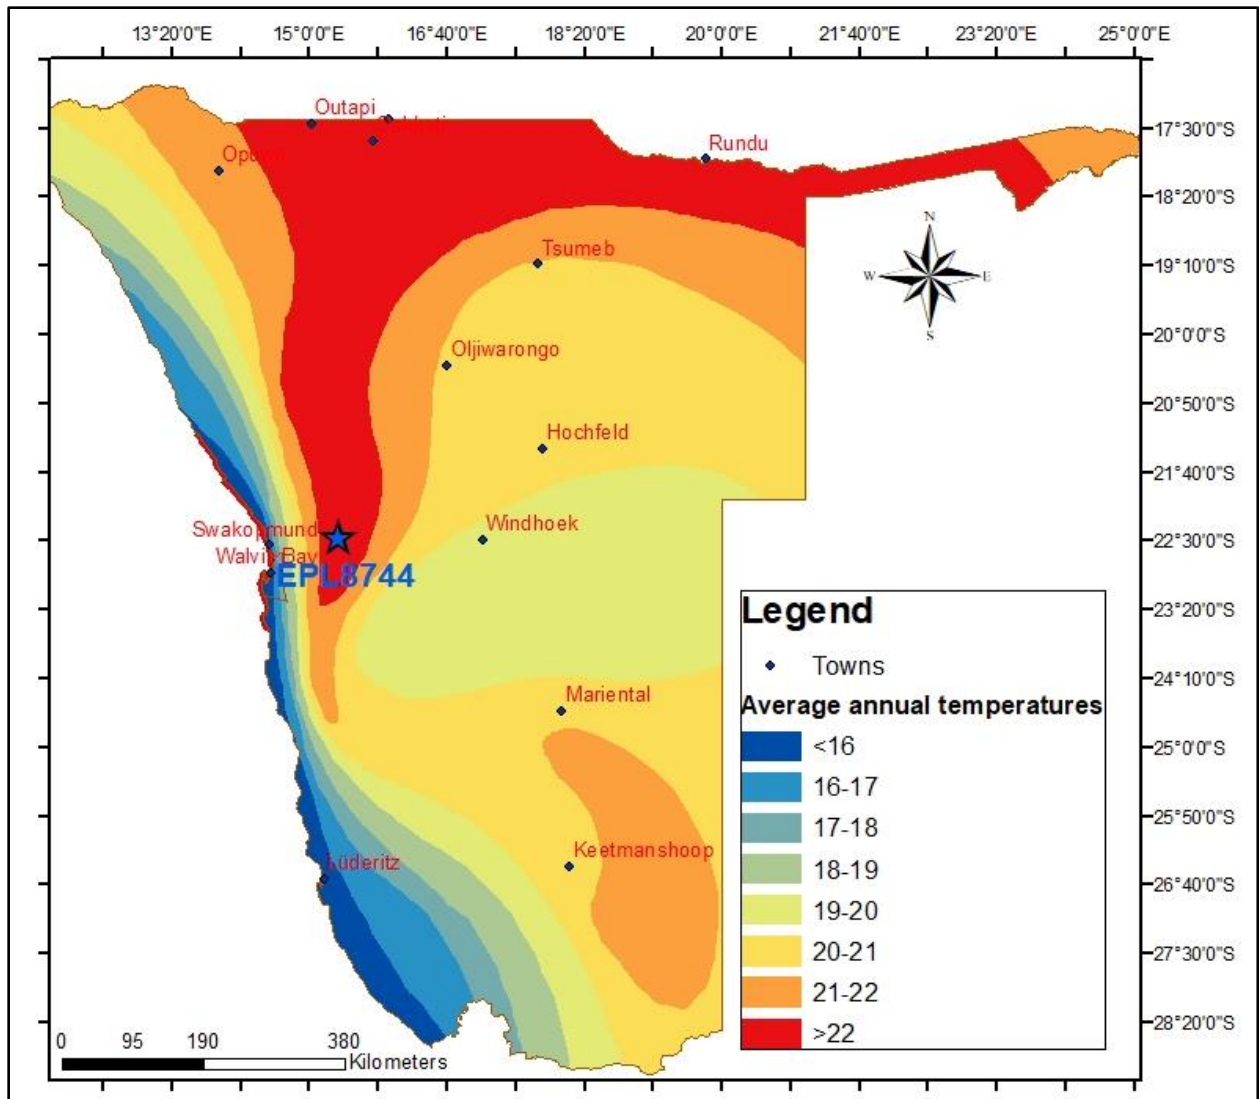 13°20'0"E 15°0'0"E 16°40'0"E 18°20'0"E 20°0'0"E 21°40'0"E 23°20'0"E 25°0'0"E
Outapi
17°30'0"S
Rundu
18°20'0"S
N
W E
S
Tsumeb
19°10'0"S
20°0'0"S
Oljiwarongo
20°50'0"S
Hochfeld
21°40'0"S
Swakopmund
Windhoek
22°30'0"S
Walvis Bay
EPL8744
23°20'0"S
24°10'0"S
Mariental
25°0'0"S
25°50'0"S
Keetmanshoop
Lüderitz
26°40'0"S
27°30'0"S
28°20'0"S
Legend
Towns
Average annual temperatures
<16
16-17
17-18
18-19
19-20
20-21
21-22
>22
0 95 190 380
Kilometers